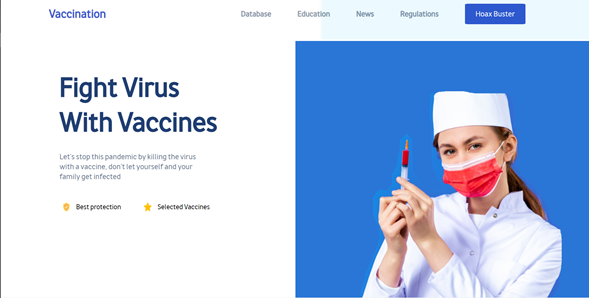 Vaccination
Database
Education
News
Regulations
Hoax Buster
Fight Virus
With Vaccines
Let's stop this pandemic by killing the virus
with a vaccine, don't let yourself and your
family get infected
Best protection
Selected Vaccines